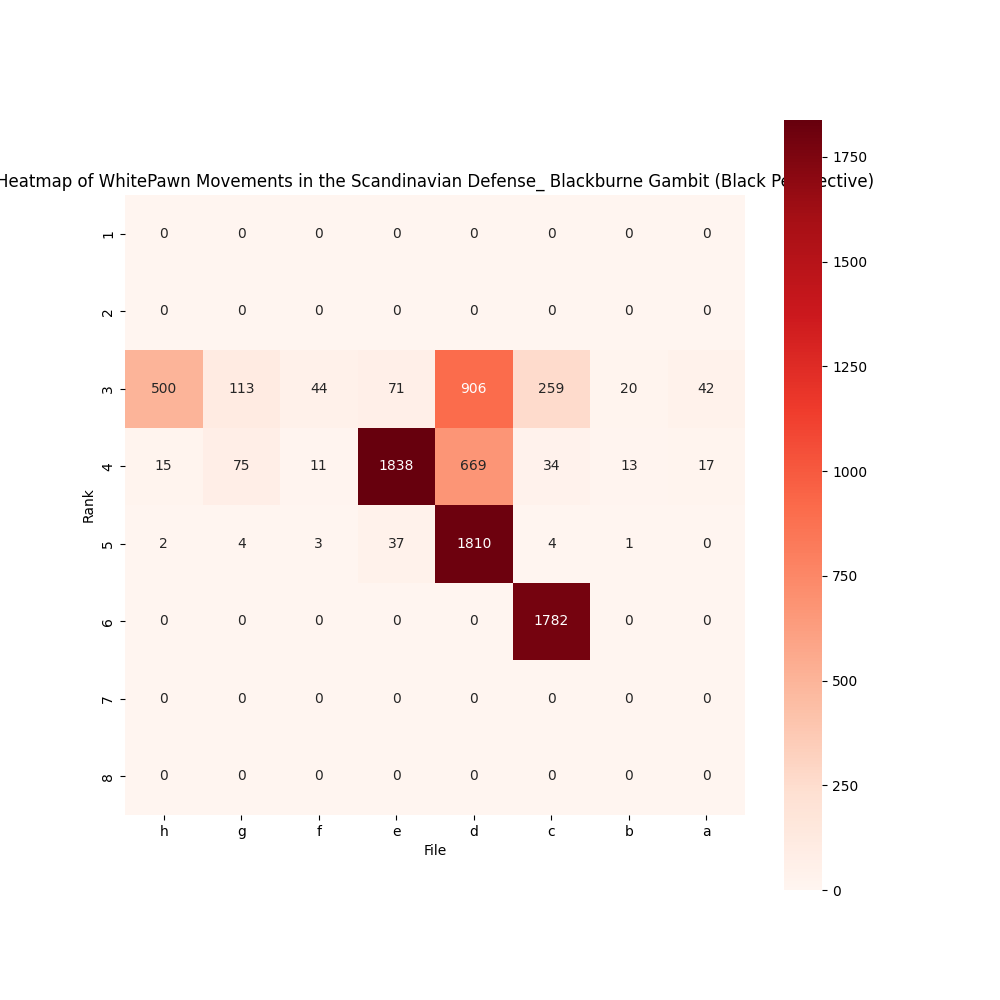 Heatmap of WhitePawn Movements in the Scandinavian Defense_ Blackburne Gambit (Black Pe ective)
1 0 0 0 0 0 0 0 0
2 0 0 0 0 0 0 0 0
3 500 113 44 71 906 259 20 42
4 15 75 11 1838 669 34 13 17
5 2 4 3 37 1810 4 1 0
6 0 0 0 0 0 1782 0 0
7 0 0 0 0 0 0 0 0
8 0 0 0 0 0 0 0 0
h g f e d c b a
Rank
File
1750
1500
1250
1000
750
500
250
0